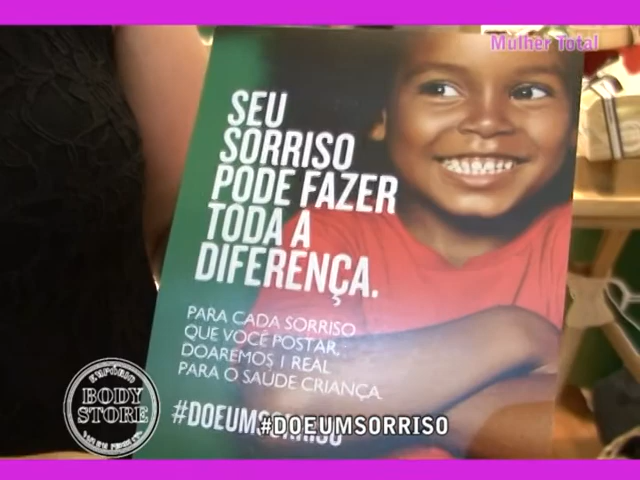 Mulher Total
SEU
SORRISO
PODE FAZER
TODA A
DIFERENÇA.
PARA CADA SORRISO
QUE VOCÊ POSTAR,
DOAREMOS 1 REAL
PARA O SAÚDE CRIANÇA
#DOEUMSORRISO
#DOEUMSORRISO
EMPÓRIO
BODY
STORE